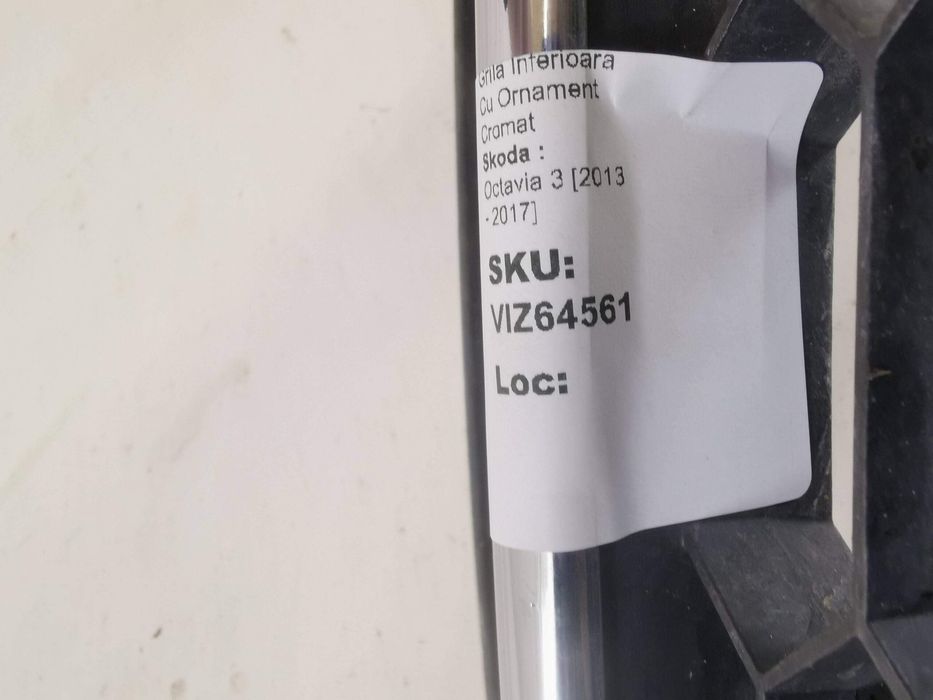 Grila Inferioara
Cu Ornament
Cromat
Skoda :
Octavia 3 [2013
-2017]
SKU:
VIZ64561
Loc: